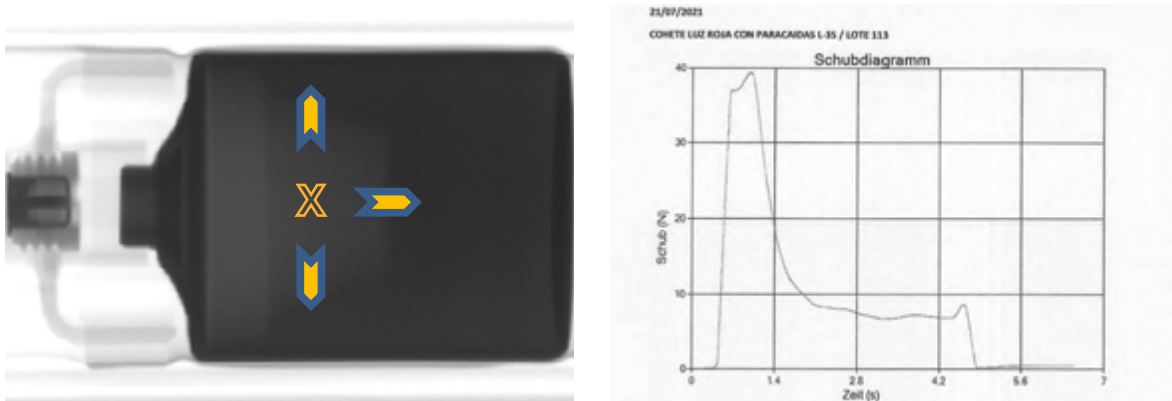 X
21/07/2021
COHETE LUZ ROJA CON PARACAIDAS L-35 / LOTE 113
Schubdiagramm
40
30
20
10
0
Schub (N)
0 1.4 2.8 4.2 5.6 7
Zeit (s)